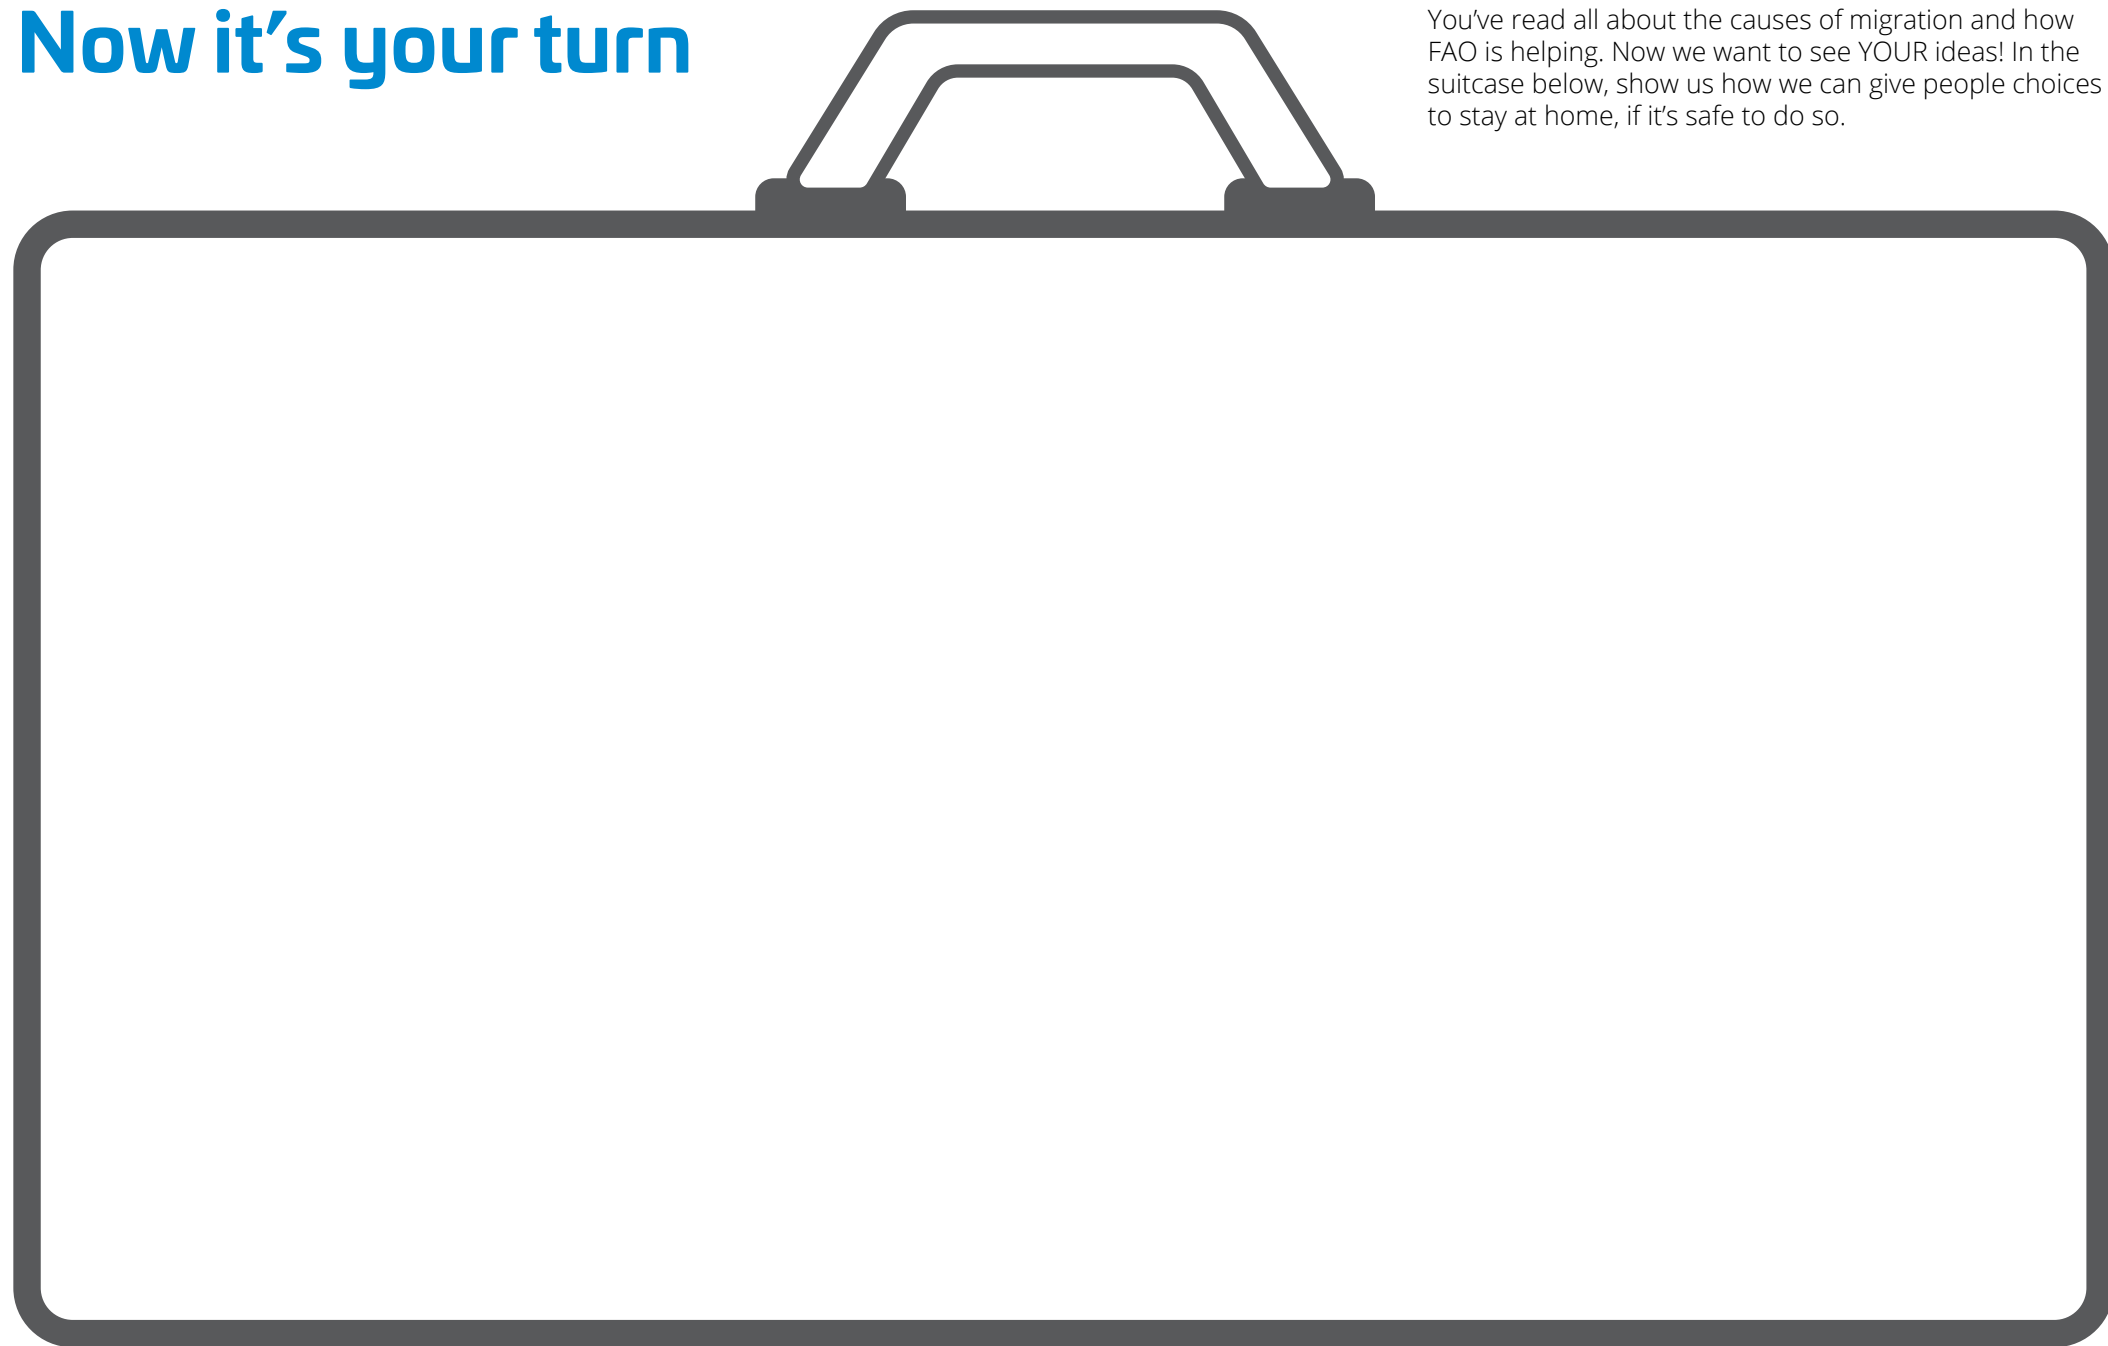 Now it’s your turn
You’ve read all about the causes of migration and how
FAO is helping. Now we want to see YOUR ideas! In the
suitcase below, show us how we can give people choices
to stay at home, if it’s safe to do so.